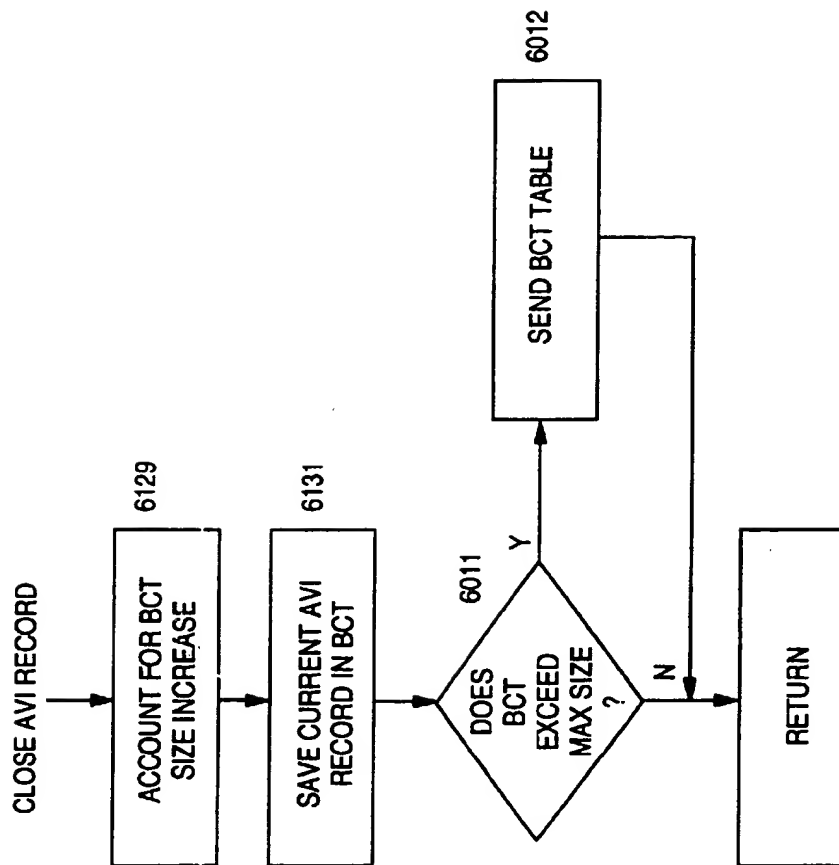 CLOSE AVI RECORD
6129
ACCOUNT FOR BCT
SIZE INCREASE
6131
SAVE CURRENT AVI
RECORD IN BCT
6011
DOES
BCT
EXCEED
MAX SIZE
?
Y
6012
SEND BCT TABLE
N
RETURN